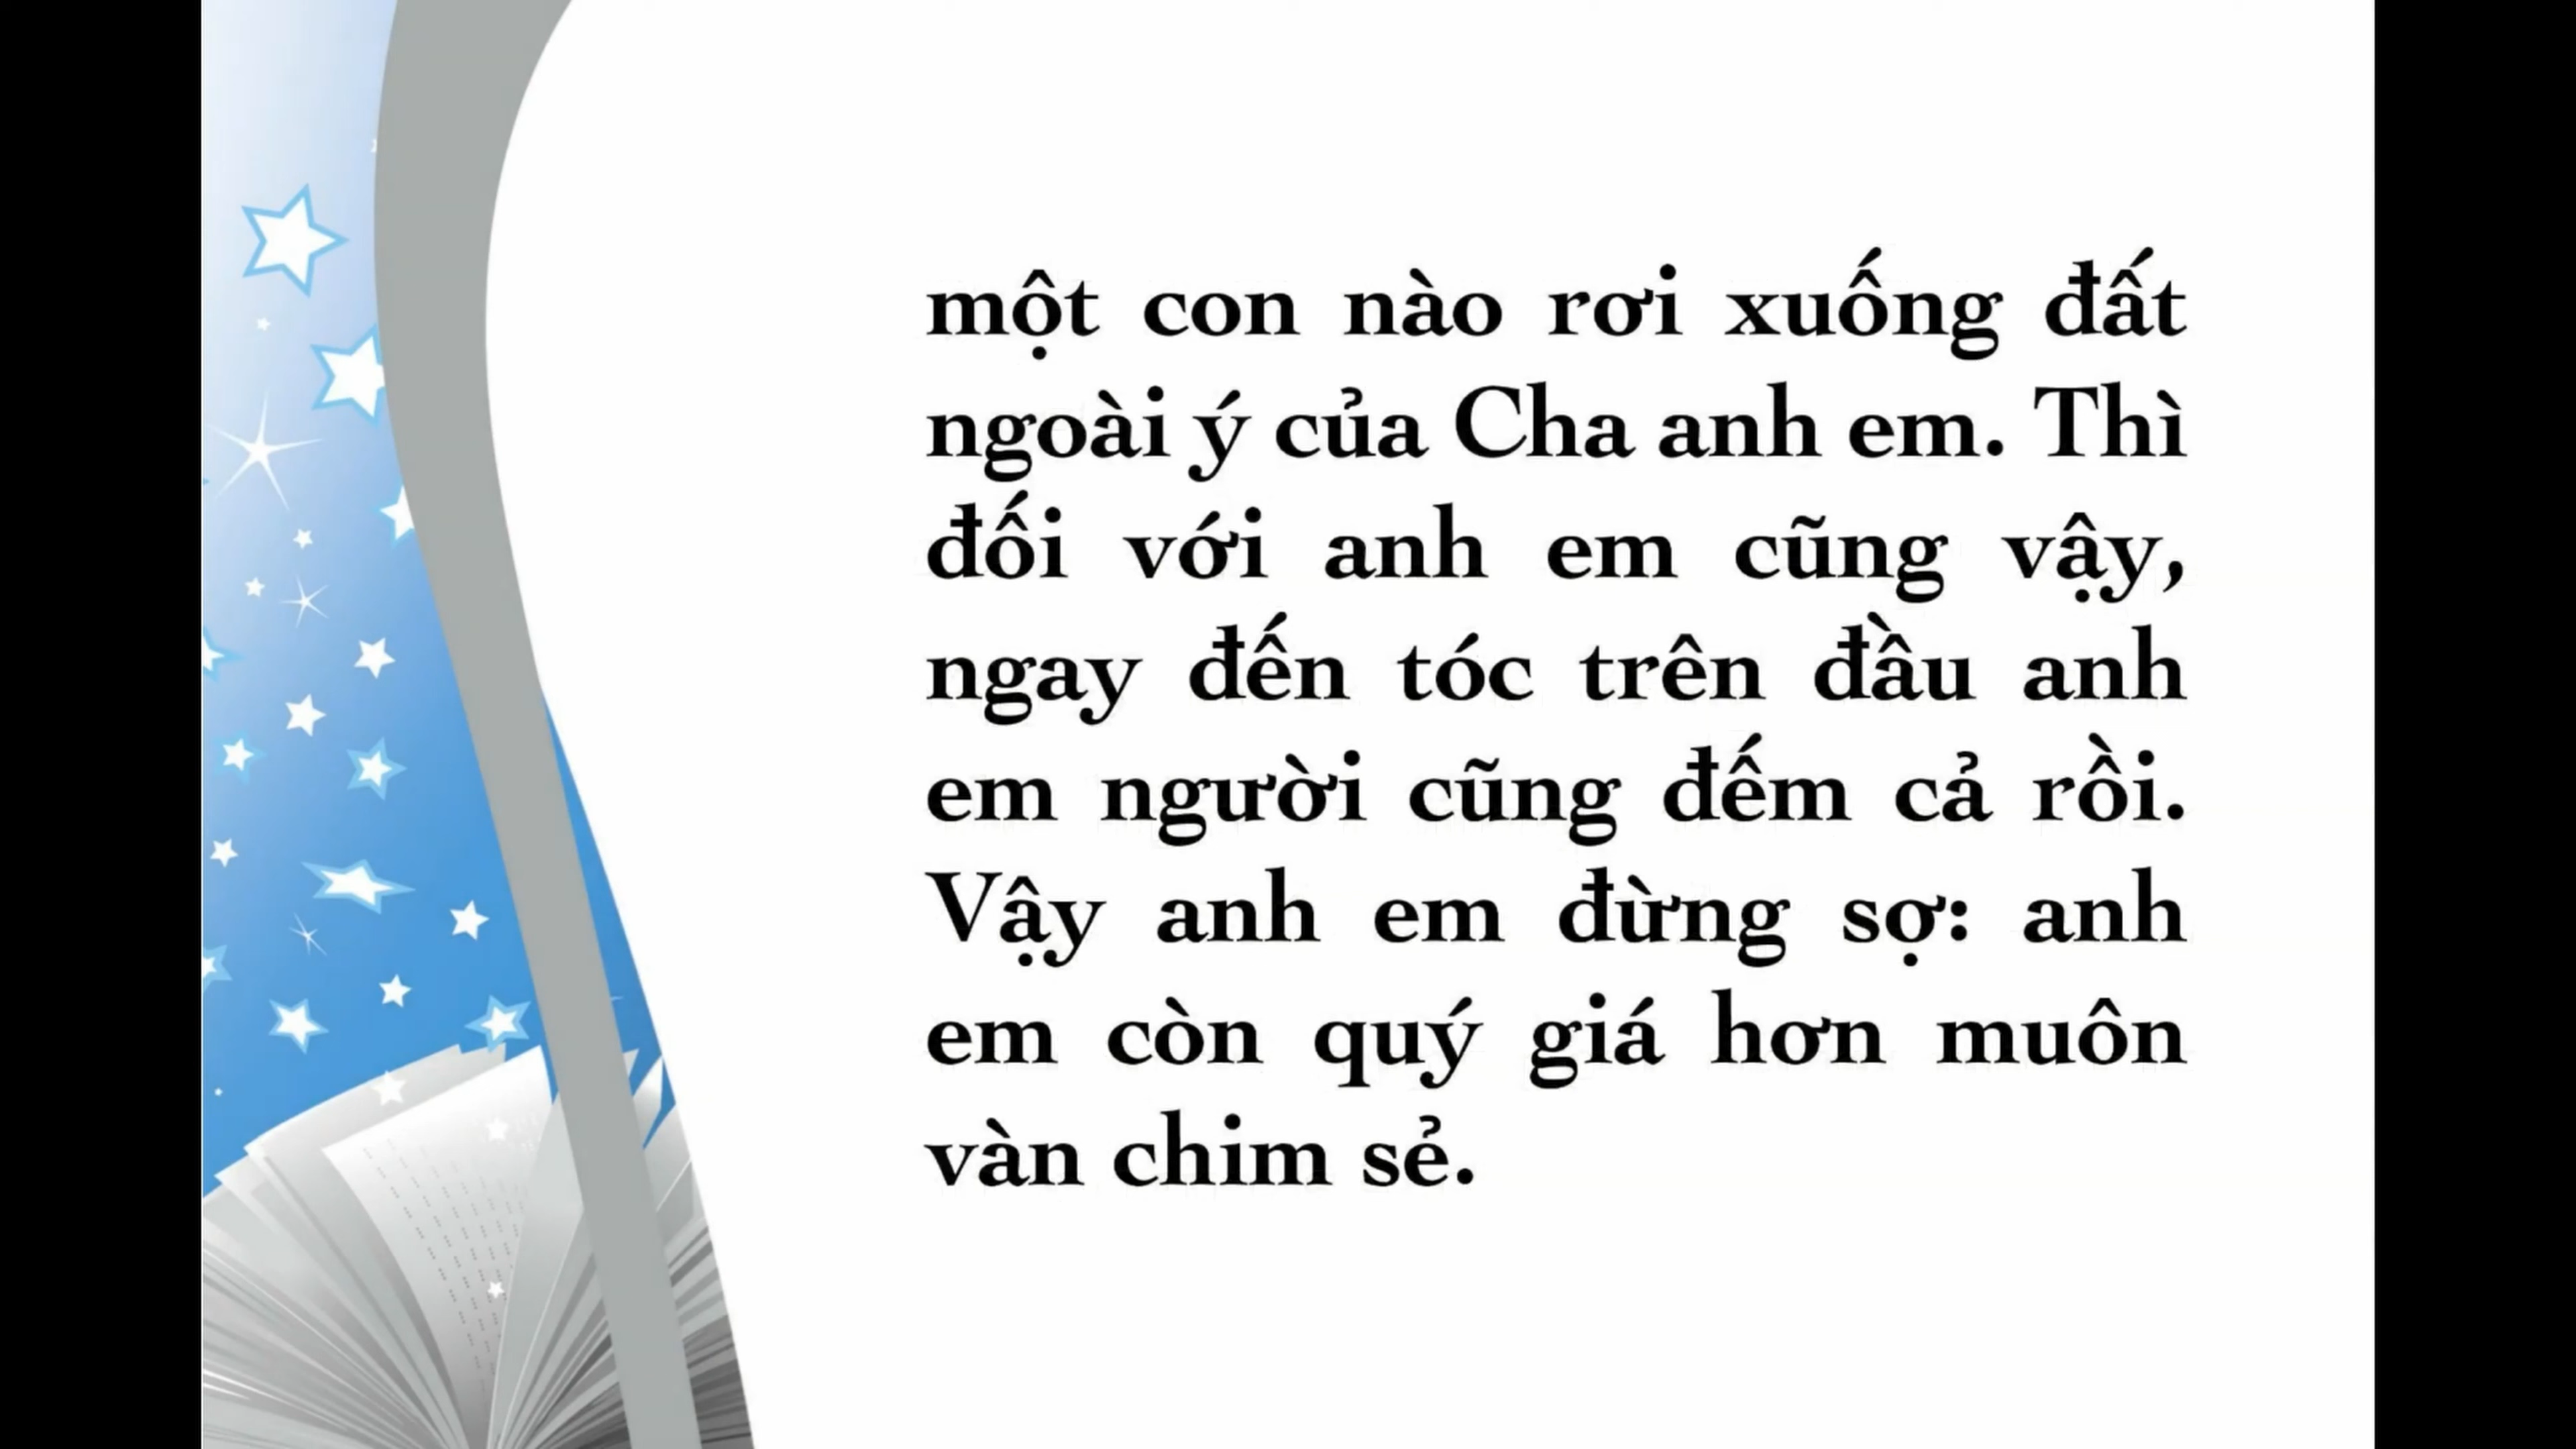 một con nào rơi xuống đất
ngoài ý của Cha anh em. Thì
đối với anh em cũng vậy,
ngay đến tóc trên đầu anh
em người cũng đếm cả rồi.
Vậy anh em đừng sợ: anh
em còn quý giá hơn muôn
vàn chim sẻ.